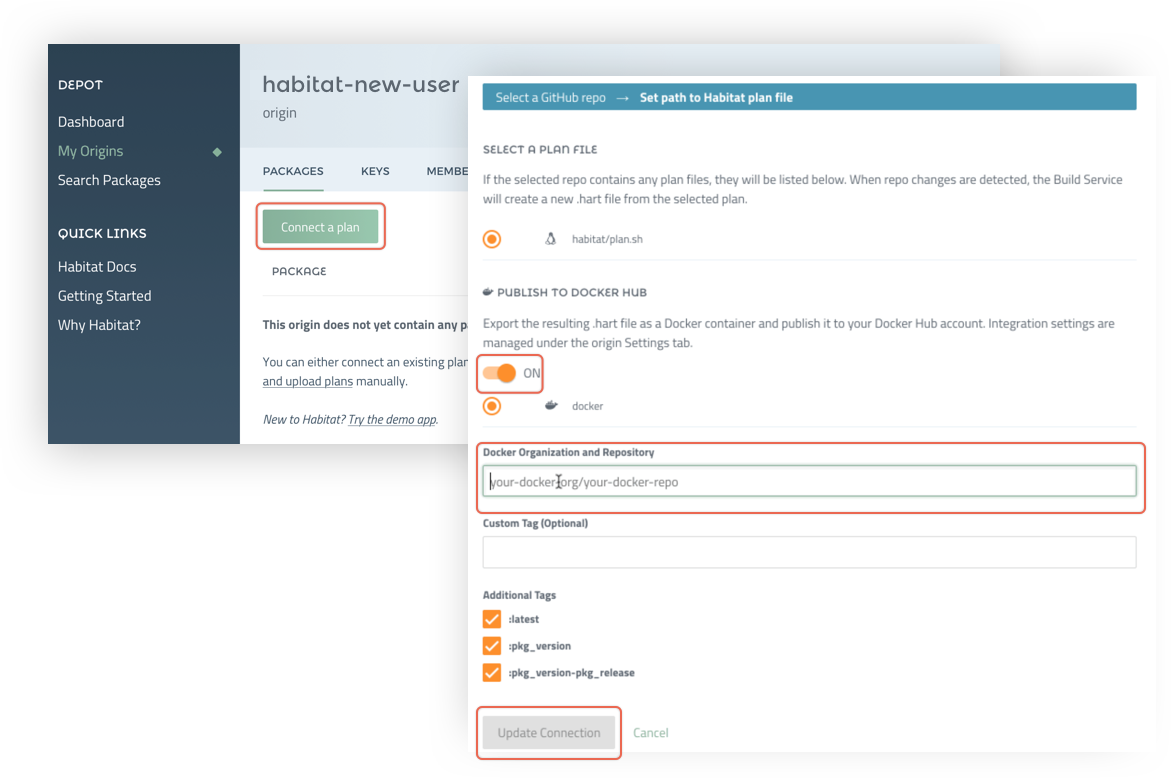 DEPOT
Dashboard
My Origins
Search Packages
QUICK LINKS
Habitat Docs
Getting Started
Why Habitat?
habitat-new-user
origin
PACKAGES KEYS MEMBE
Connect a plan
PACKAGE
This origin does not yet contain any pa
You can either connect an existing plan
and upload plans manually.
New to Habitat? Try the demo app.
Select a GitHub repo → Set path to Habitat plan file
SELECT A PLAN FILE
If the selected repo contains any plan files, they will be listed below. When repo changes are detected, the Build Service
will create a new .hart file from the selected plan.
habitat/plan.sh
PUBLISH TO DOCKER HUB
Export the resulting .hart file as a Docker container and publish it to your Docker Hub account. Integration settings are
managed under the origin Settings tab.
ON
docker
Docker Organization and Repository
your-docker-org/your-docker-repo
Custom Tag (Optional)
Additional Tags
:latest
:pkg_version
:pkg_version-pkg_release
Update Connection Cancel